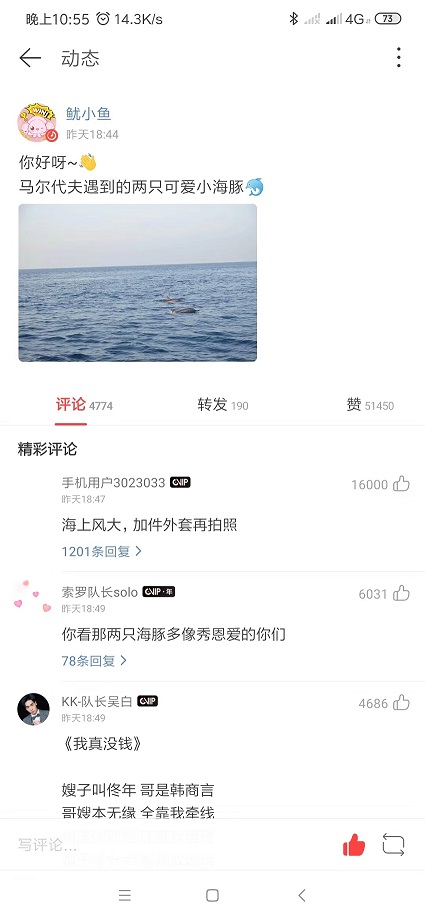 晚上10:55 14.3K/s 4G 73
动态
鱿小鱼
昨天18:44
你好呀~👋
马尔代夫遇到的两只可爱小海豚🐬
评论 4774 转发 190 赞 51450
精彩评论
手机用户3023033 CVIP 16000
昨天18:47
海上风大，加件外套再拍照
1201条回复 >
索罗队长solo CVIP·年 6031
昨天18:49
你看那两只海豚多像秀恩爱的你们
78条回复 >
KK-队长吴白 CVIP 4686
昨天18:49
《我真没钱》
嫂子叫佟年 哥是韩商言
哥嫂本无缘 全靠我牵线
写评论...